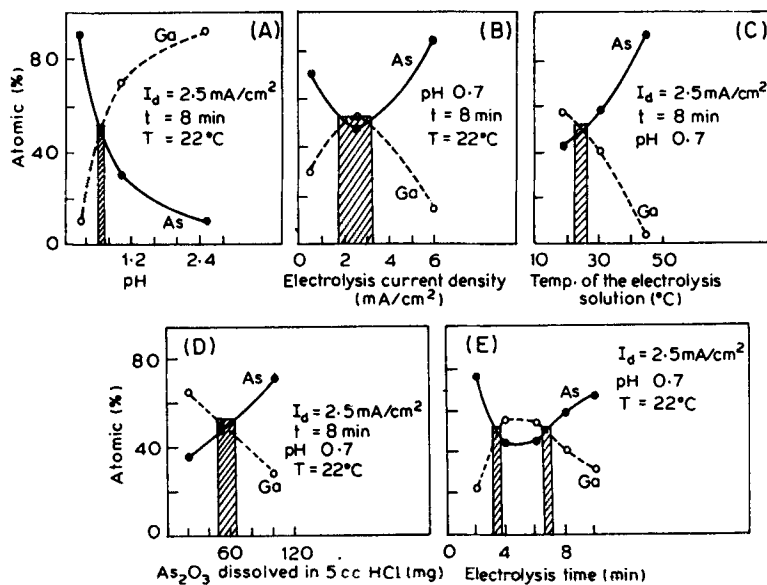 (A)
80
40
0
Atomic (%)
Ga
I_d = 2.5 mA/cm²
t = 8 min
T = 22°C
As
1.2 2.4
pH
(B)
As
pH 0.7
t = 8 min
T = 22°C
Ga
0 2 4 6
Electrolysis current density
(mA/cm²)
(C)
As
I_d = 2.5 mA/cm²
t = 8 min
pH 0.7
Ga
10 30 50
Temp. of the electrolysis
solution (°C)
(D)
80
40
0
Atomic (%)
As
I_d = 2.5 mA/cm²
t = 8 min
pH 0.7
T = 22°C
Ga
60 120
As₂O₃ dissolved in 5 cc HCl (mg)
(E)
I_d = 2.5 mA/cm²
pH 0.7
T = 22°C
As
Ga
0 4 8
Electrolysis time (min)